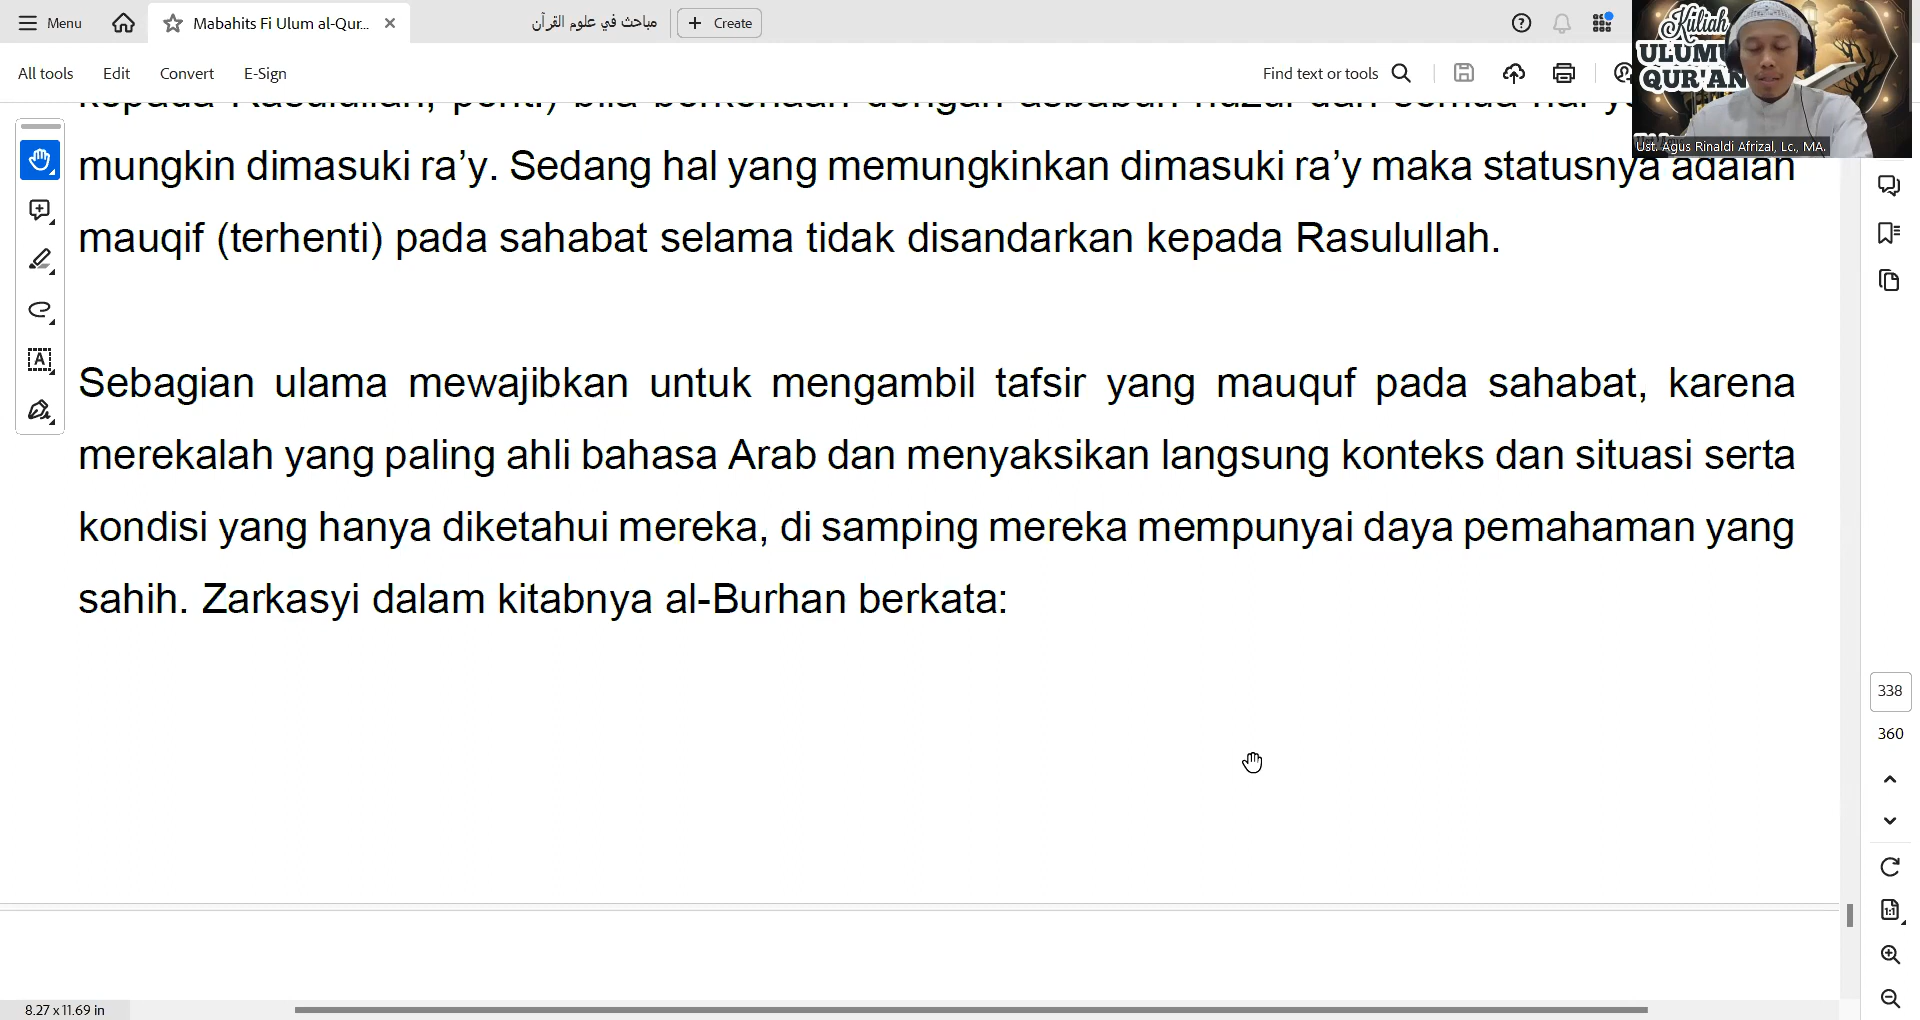 Menu
Mabahits Fi Ulum al-Qur...
مباحث في علوم القرآن
Create
All tools
Edit
Convert
E-Sign
Find text or tools
Kuliah
ULUMU
QUR'AN
Ust. Agus Rinaldi Afrizal, Lc., MA.
mungkin dimasuki ra’y. Sedang hal yang memungkinkan dimasuki ra’y maka statusnya adalah
mauqif (terhenti) pada sahabat selama tidak disandarkan kepada Rasulullah.
Sebagian ulama mewajibkan untuk mengambil tafsir yang mauquf pada sahabat, karena
merekalah yang paling ahli bahasa Arab dan menyaksikan langsung konteks dan situasi serta
kondisi yang hanya diketahui mereka, di samping mereka mempunyai daya pemahaman yang
sahih. Zarkasyi dalam kitabnya al-Burhan berkata:
338
360
8.27 x 11.69 in